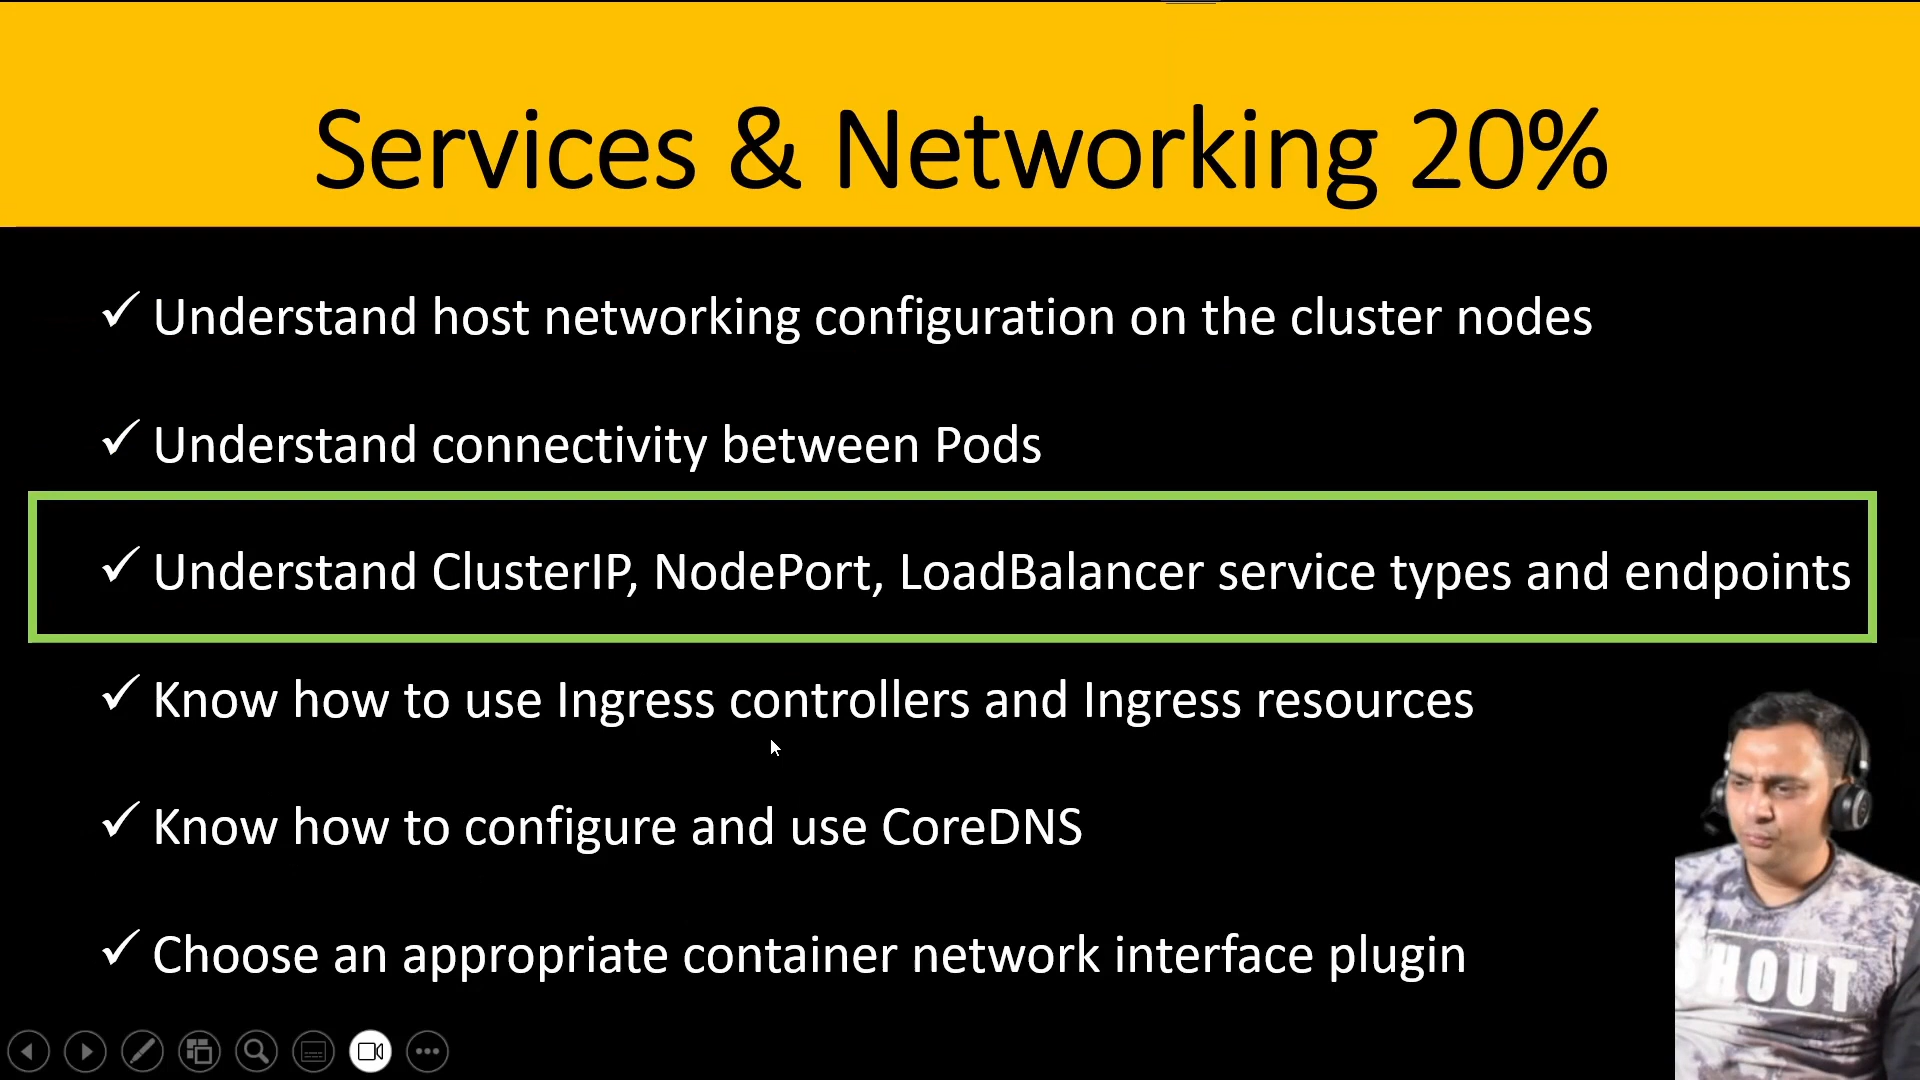 Services & Networking 20%
✓ Understand host networking configuration on the cluster nodes
✓ Understand connectivity between Pods
✓ Understand ClusterIP, NodePort, LoadBalancer service types and endpoints
✓ Know how to use Ingress controllers and Ingress resources
✓ Know how to configure and use CoreDNS
✓ Choose an appropriate container network interface plugin
SHOUT